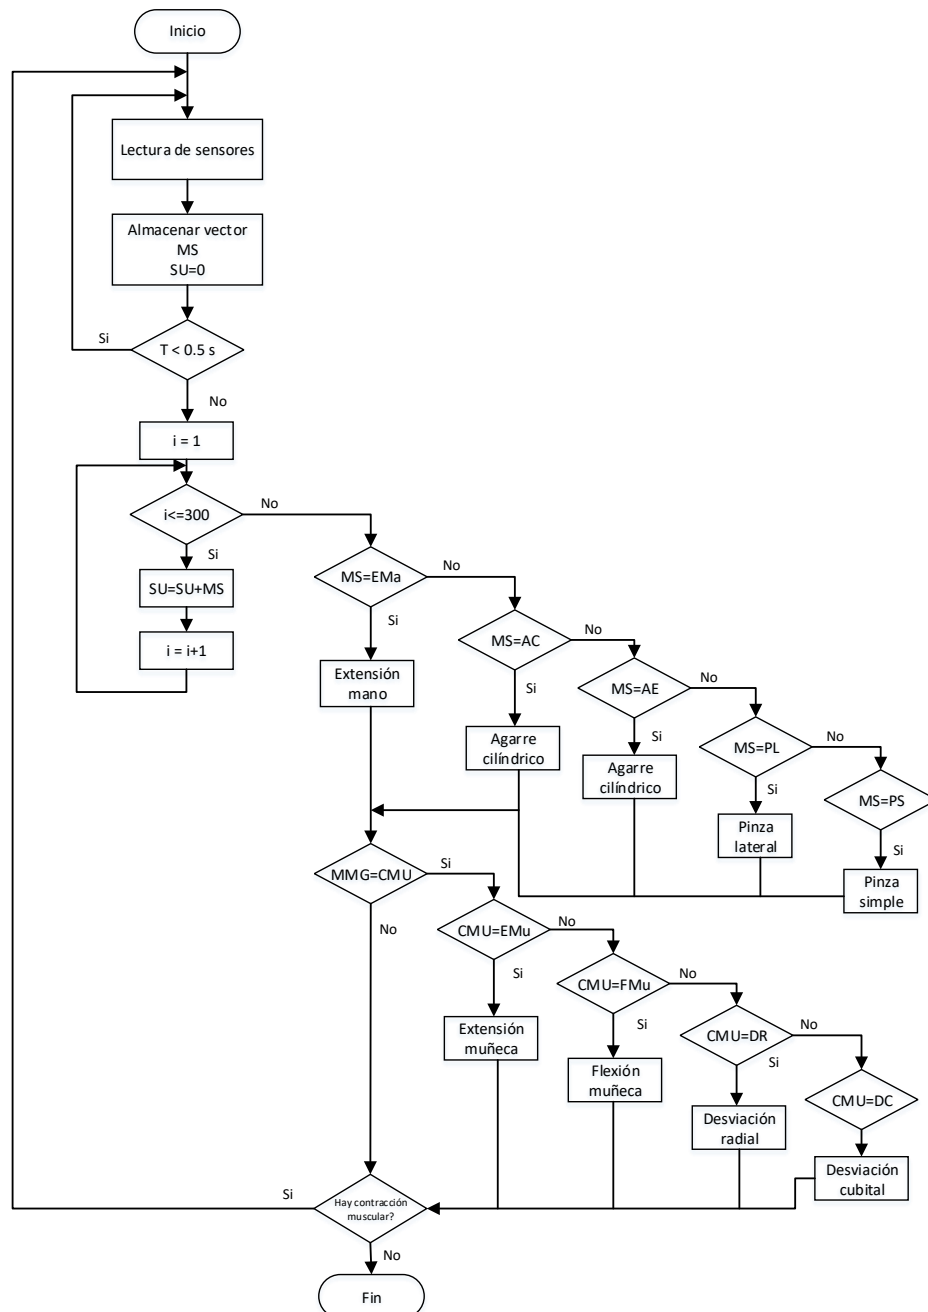 Inicio
Lectura de sensores
Almacenar vector
MS
SU=0
Si
T < 0.5 s
No
i = 1
i<=300
No
Si
SU=SU+MS
i = i+1
MS=EMa
No
Si
Extensión
mano
MS=AC
No
Si
Agarre
cilíndrico
MS=AE
No
Si
Agarre
cilíndrico
MS=PL
No
Si
Pinza
lateral
MS=PS
Si
Pinza
simple
MMG=CMU
Si
No
CMU=EMu
No
Si
Extensión
muñeca
CMU=FMu
No
Si
Flexión
muñeca
CMU=DR
No
Si
Desviación
radial
CMU=DC
Desviación
cubital
Si
Hay contracción
muscular?
No
Fin